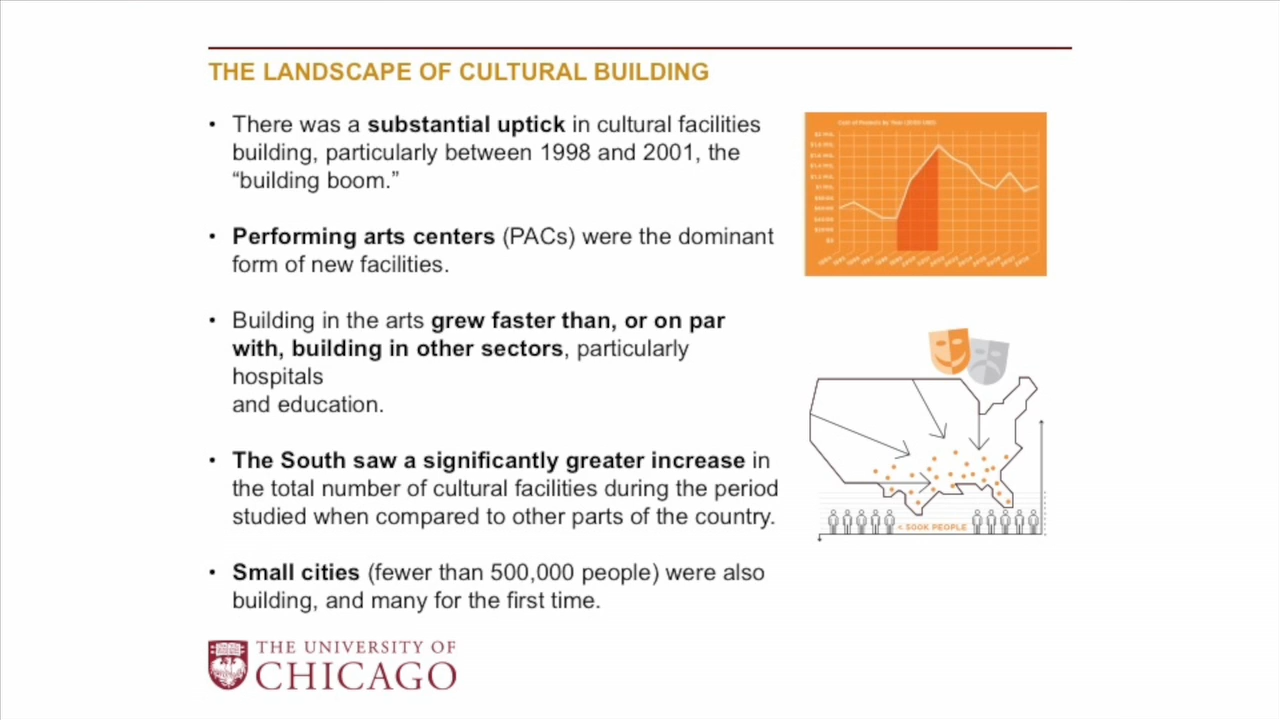 THE LANDSCAPE OF CULTURAL BUILDING
• There was a substantial uptick in cultural facilities
building, particularly between 1998 and 2001, the
“building boom.”
• Performing arts centers (PACs) were the dominant
form of new facilities.
• Building in the arts grew faster than, or on par
with, building in other sectors, particularly
hospitals
and education.
• The South saw a significantly greater increase in
the total number of cultural facilities during the period
studied when compared to other parts of the country.
• Small cities (fewer than 500,000 people) were also
building, and many for the first time.
< 500K PEOPLE
THE UNIVERSITY OF
CHICAGO